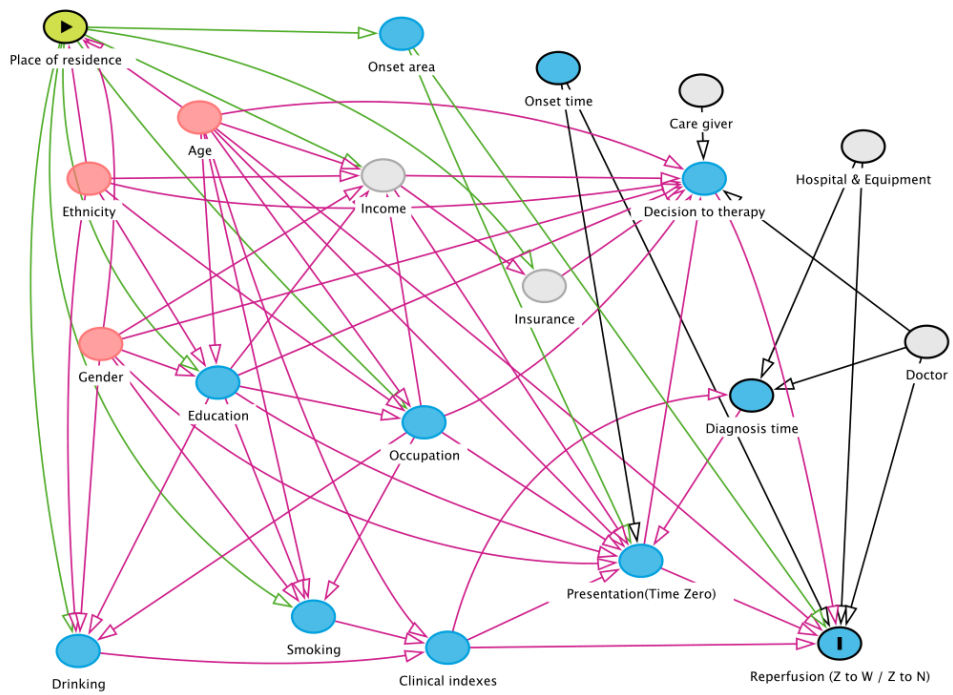 Place of residence
Onset area
Onset time
Care giver
Age
Hospital & Equipment
Ethnicity
Income
Decision to therapy
Insurance
Gender
Doctor
Education
Diagnosis time
Occupation
Presentation(Time Zero)
Smoking
Drinking
Clinical indexes
Reperfusion (Z to W / Z to N)